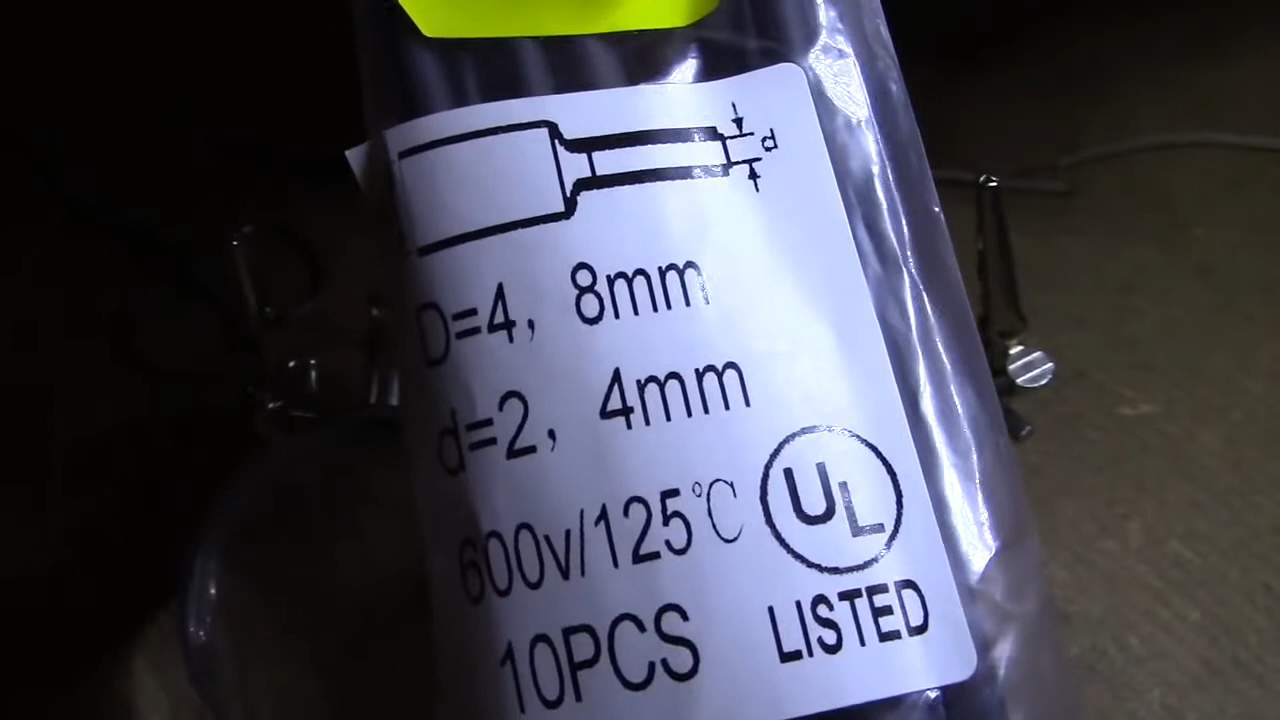 d
D=4, 8mm
d=2, 4mm
600v/125℃
UL
10PCS
LISTED